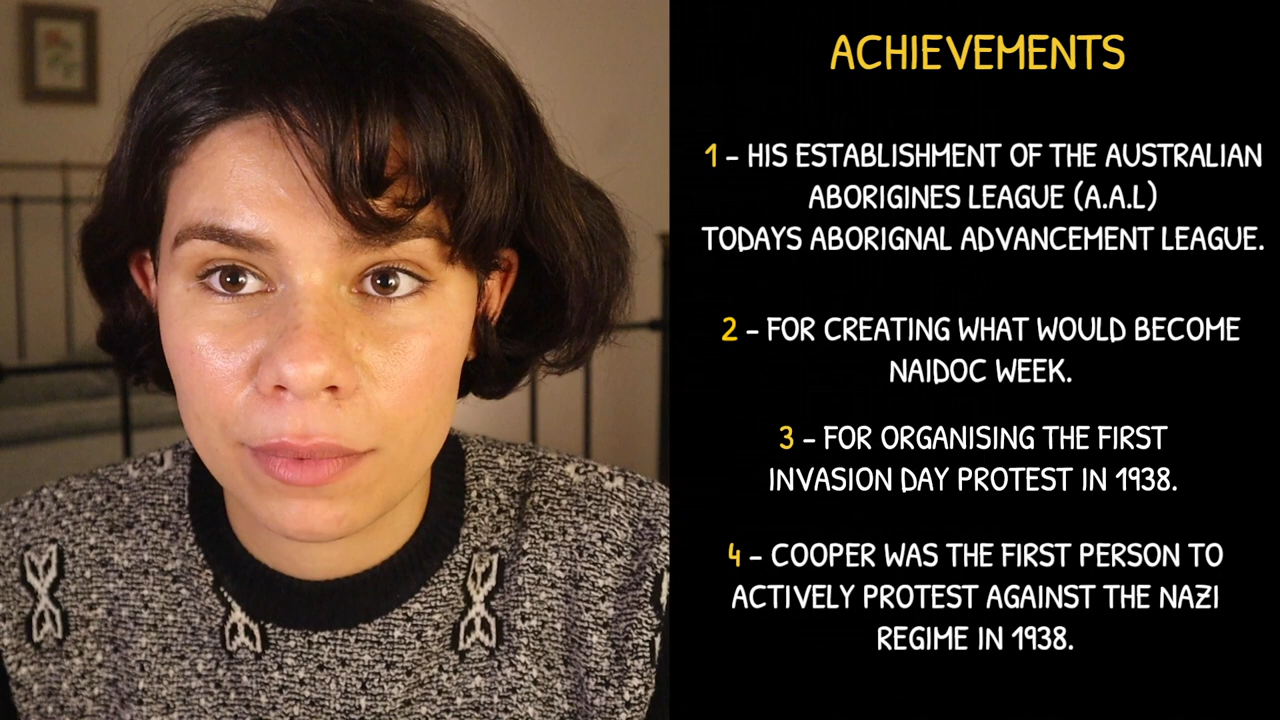 ACHIEVEMENTS
1 – HIS ESTABLISHMENT OF THE AUSTRALIAN
ABORIGINES LEAGUE (A.A.L)
TODAYS ABORIGNAL ADVANCEMENT LEAGUE.
2 – FOR CREATING WHAT WOULD BECOME
NAIDOC WEEK.
3 – FOR ORGANISING THE FIRST
INVASION DAY PROTEST IN 1938.
4 – COOPER WAS THE FIRST PERSON TO
ACTIVELY PROTEST AGAINST THE NAZI
REGIME IN 1938.